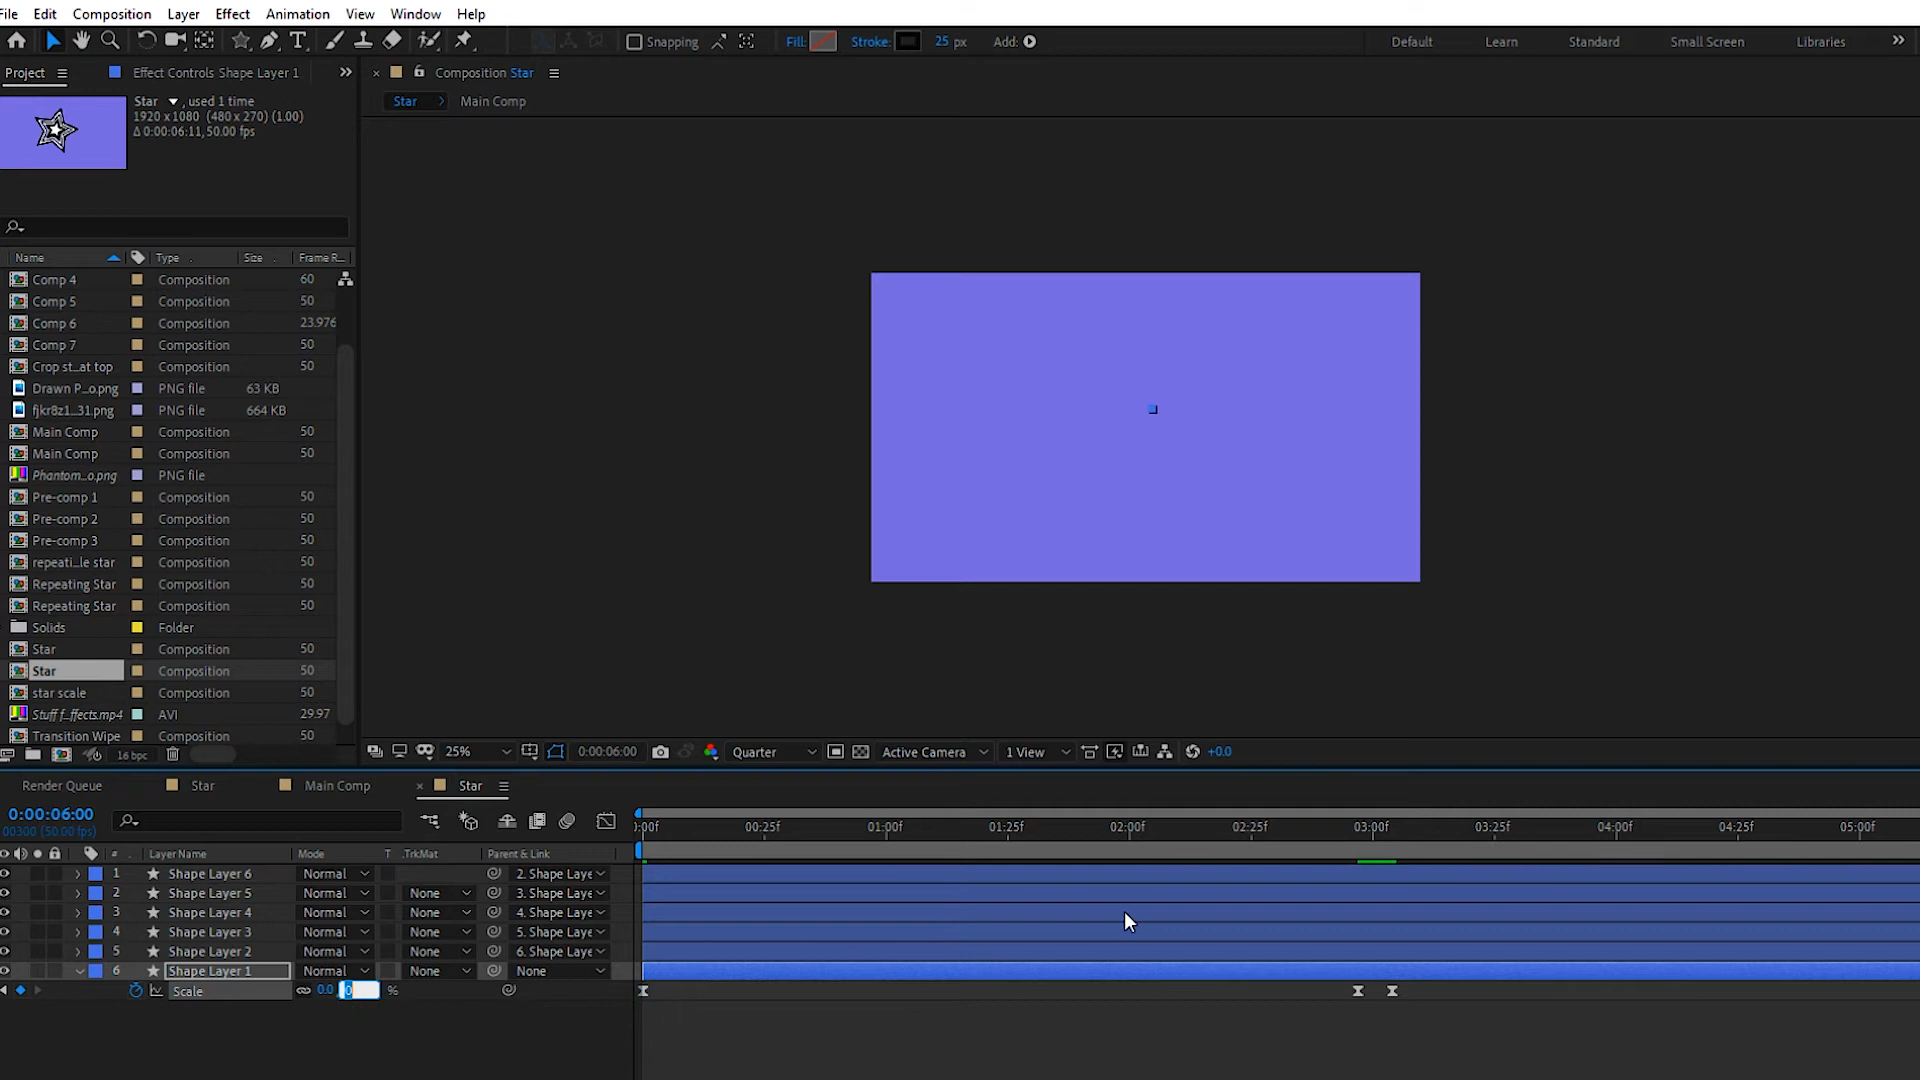 File Edit Composition Layer Effect Animation View Window Help
Snapping Fill: Stroke: 25 px Add: Default Learn Standard Small Screen Libraries
Project Effect Controls Shape Layer 1 Composition Star
Star , used 1 time
1920 x 1080 (480 x 270) (1.00)
Δ 0:00:06:11, 50.00 fps
Star Main Comp
Name Type Size Frame R...
Comp 4 Composition 60
Comp 5 Composition 50
Comp 6 Composition 23.976
Comp 7 Composition 50
Crop st...at top Composition 50
Drawn P...o.png PNG file 63 KB
fjkr8z1...31.png PNG file 664 KB
Main Comp Composition 50
Main Comp Composition 50
Phantom...o.png PNG file
Pre-comp 1 Composition 50
Pre-comp 2 Composition 50
Pre-comp 3 Composition 50
repeati...le star Composition 50
Repeating Star Composition 50
Repeating Star Composition 50
Solids Folder
Star Composition 50
Star Composition 50
star scale Composition 50
Stuff f...ffects.mp4 AVI 29.97
Transition Wipe Composition 50
16 bpc 25% 0:00:06:00 Quarter Active Camera 1 View +0.0
Render Queue Star Main Comp Star
0:00:06:00
00300 (50.00 fps)
):00f 00:25f 01:00f 01:25f 02:00f 02:25f 03:00f 03:25f 04:00f 04:25f 05:00f
# Layer Name Mode T .TrkMat Parent & Link
1 Shape Layer 6 Normal 2. Shape Laye
2 Shape Layer 5 Normal None 3. Shape Laye
3 Shape Layer 4 Normal None 4. Shape Laye
4 Shape Layer 3 Normal None 5. Shape Laye
5 Shape Layer 2 Normal None 6. Shape Laye
6 Shape Layer 1 Normal None None
Scale 0.0 0 %